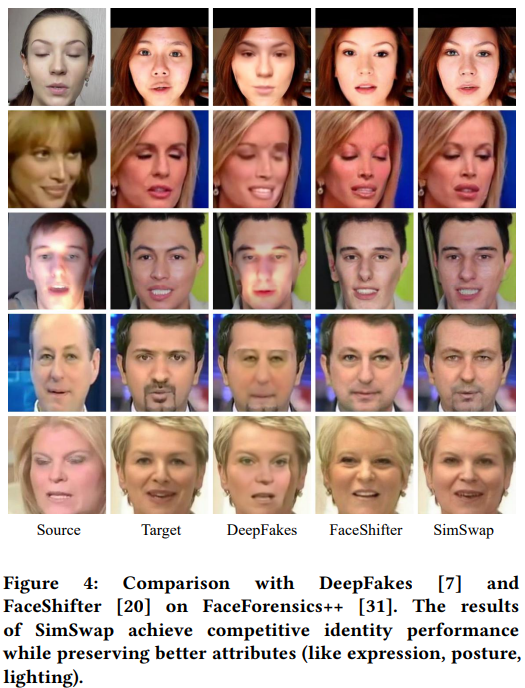 Source Target DeepFakes FaceShifter SimSwap
Figure 4: Comparison with DeepFakes [7] and
FaceShifter [20] on FaceForensics++ [31]. The results
of SimSwap achieve competitive identity performance
while preserving better attributes (like expression, posture,
lighting).